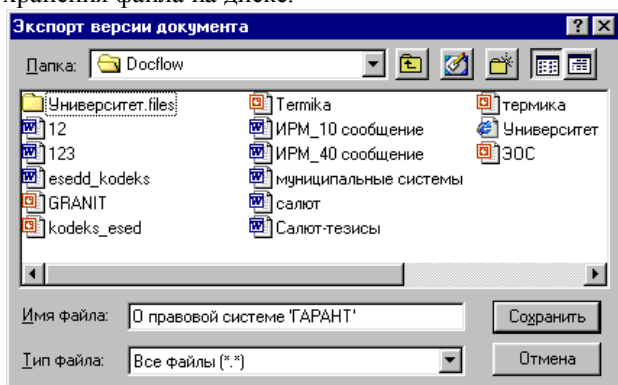 хранения файла на диске.
Экспорт версии документа
Папка: Docflow
Университет.files
12
123
esedd_kodeks
GRANIT
kodeks_esed
Termika
ИРМ_10 сообщение
ИРМ_40 сообщение
муниципальные системы
салют
Салют-тезисы
термика
Университет
ЭОС
Имя файла: О правовой системе 'ГАРАНТ' Сохранить
Тип файла: Все файлы (*.*) Отмена